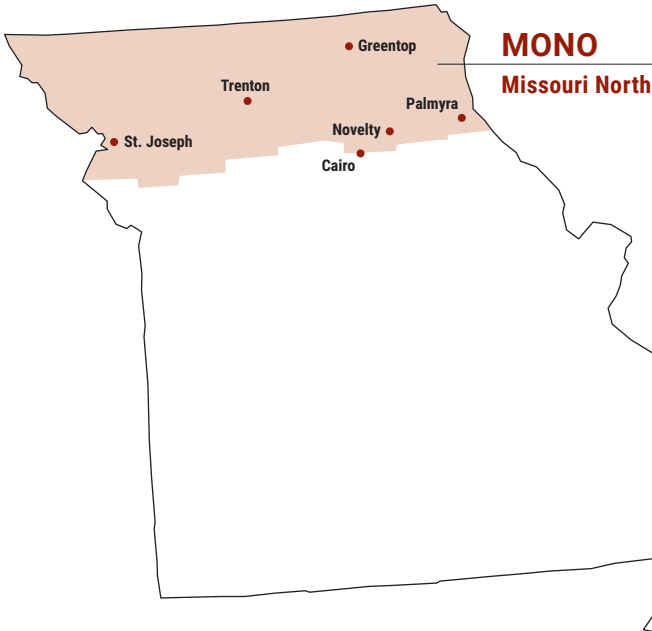 MONO
Greentop
Missouri North
Trenton
Palmyra
Novelty
St. Joseph
Cairo